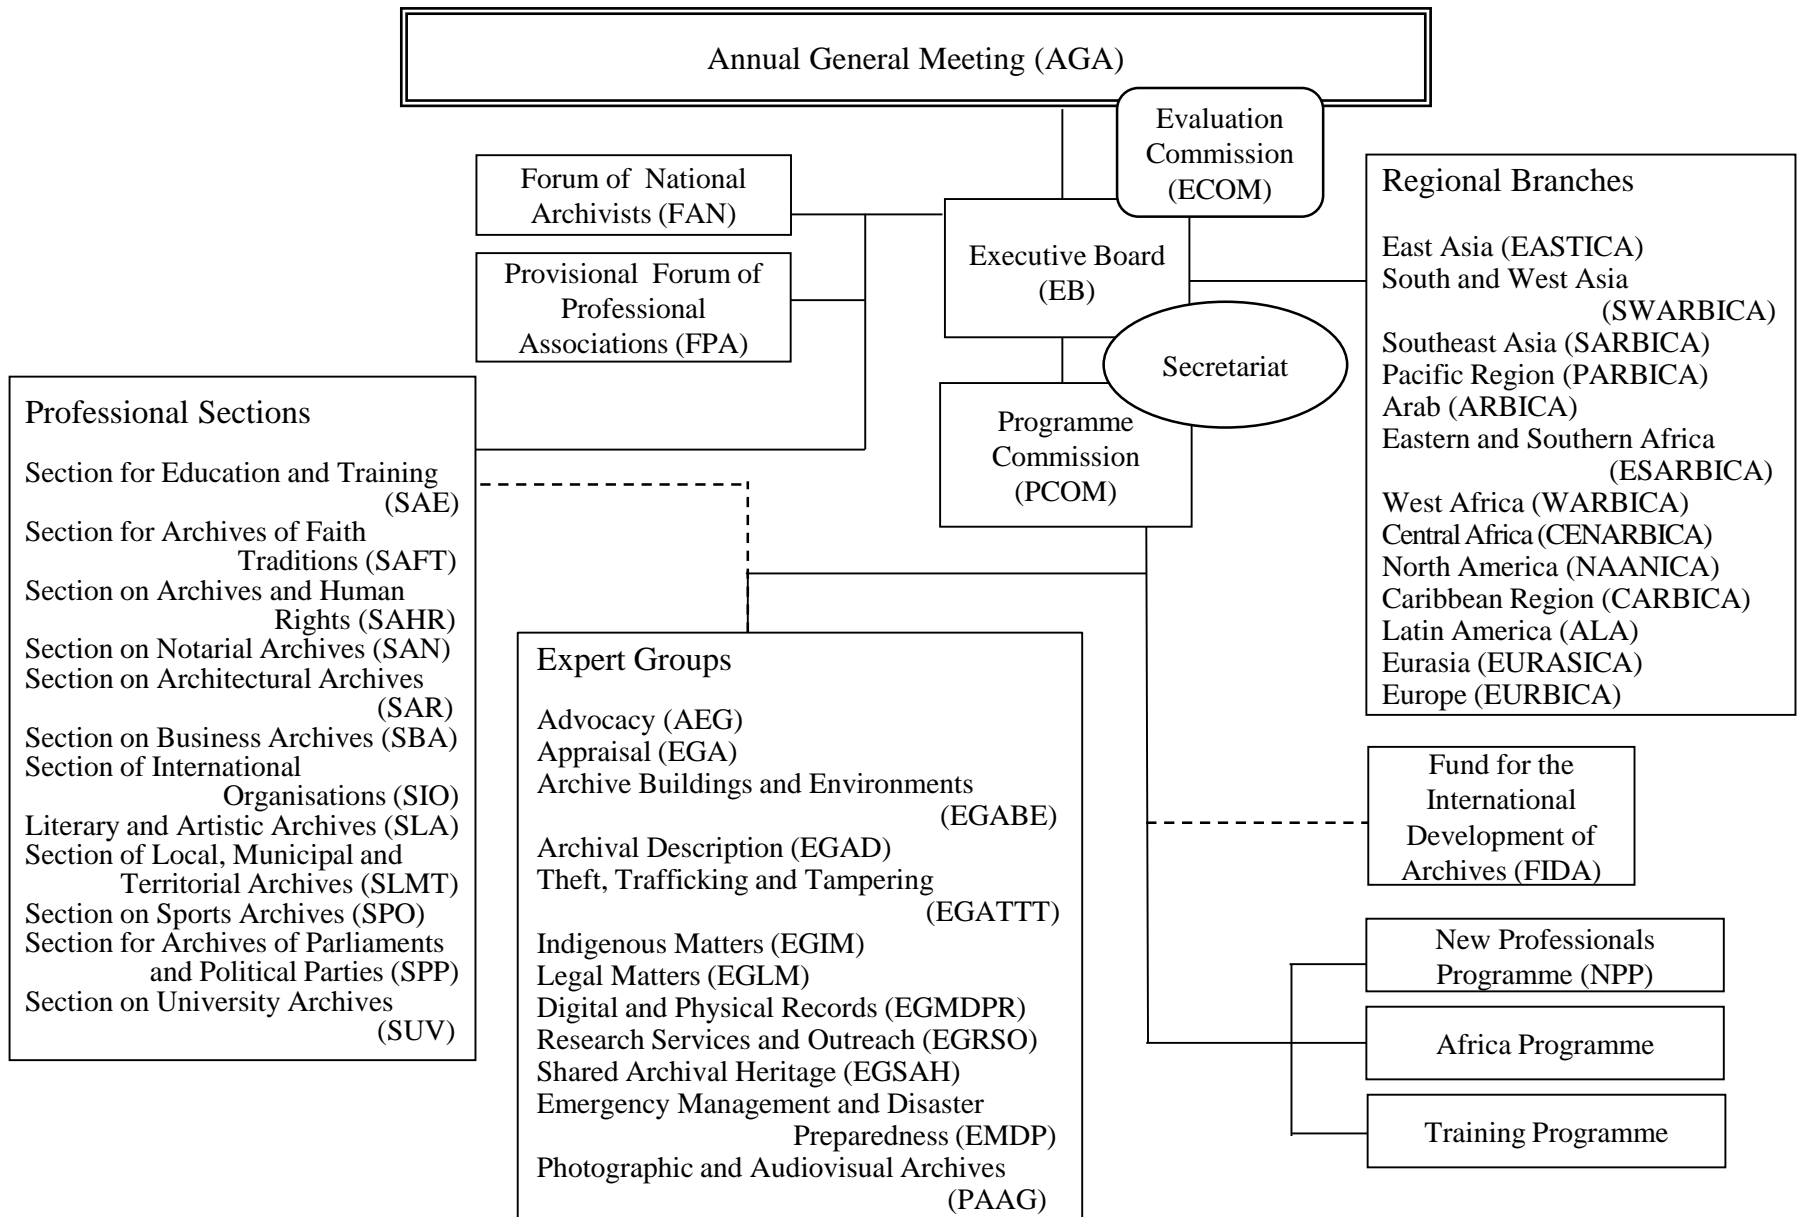 Annual General Meeting (AGA)
Evaluation
Commission
(ECOM)
Forum of National
Archivists (FAN)
Provisional Forum of
Professional
Associations (FPA)
Executive Board
(EB)
Secretariat
Programme
Commission
(PCOM)
Regional Branches
East Asia (EASTICA)
South and West Asia
(SWARBICA)
Southeast Asia (SARBICA)
Pacific Region (PARBICA)
Arab (ARBICA)
Eastern and Southern Africa
(ESARBICA)
West Africa (WARBICA)
Central Africa (CENARBICA)
North America (NAANICA)
Caribbean Region (CARBICA)
Latin America (ALA)
Eurasia (EURASICA)
Europe (EURBICA)
Professional Sections
Section for Education and Training
(SAE)
Section for Archives of Faith
Traditions (SAFT)
Section on Archives and Human
Rights (SAHR)
Section on Notarial Archives (SAN)
Section on Architectural Archives
(SAR)
Section on Business Archives (SBA)
Section of International
Organisations (SIO)
Literary and Artistic Archives (SLA)
Section of Local, Municipal and
Territorial Archives (SLMT)
Section on Sports Archives (SPO)
Section for Archives of Parliaments
and Political Parties (SPP)
Section on University Archives
(SUV)
Expert Groups
Advocacy (AEG)
Appraisal (EGA)
Archive Buildings and Environments
(EGABE)
Archival Description (EGAD)
Theft, Trafficking and Tampering
(EGATTT)
Indigenous Matters (EGIM)
Legal Matters (EGLM)
Digital and Physical Records (EGMDPR)
Research Services and Outreach (EGRSO)
Shared Archival Heritage (EGSAH)
Emergency Management and Disaster
Preparedness (EMDP)
Photographic and Audiovisual Archives
(PAAG)
Fund for the
International
Development of
Archives (FIDA)
New Professionals
Programme (NPP)
Africa Programme
Training Programme